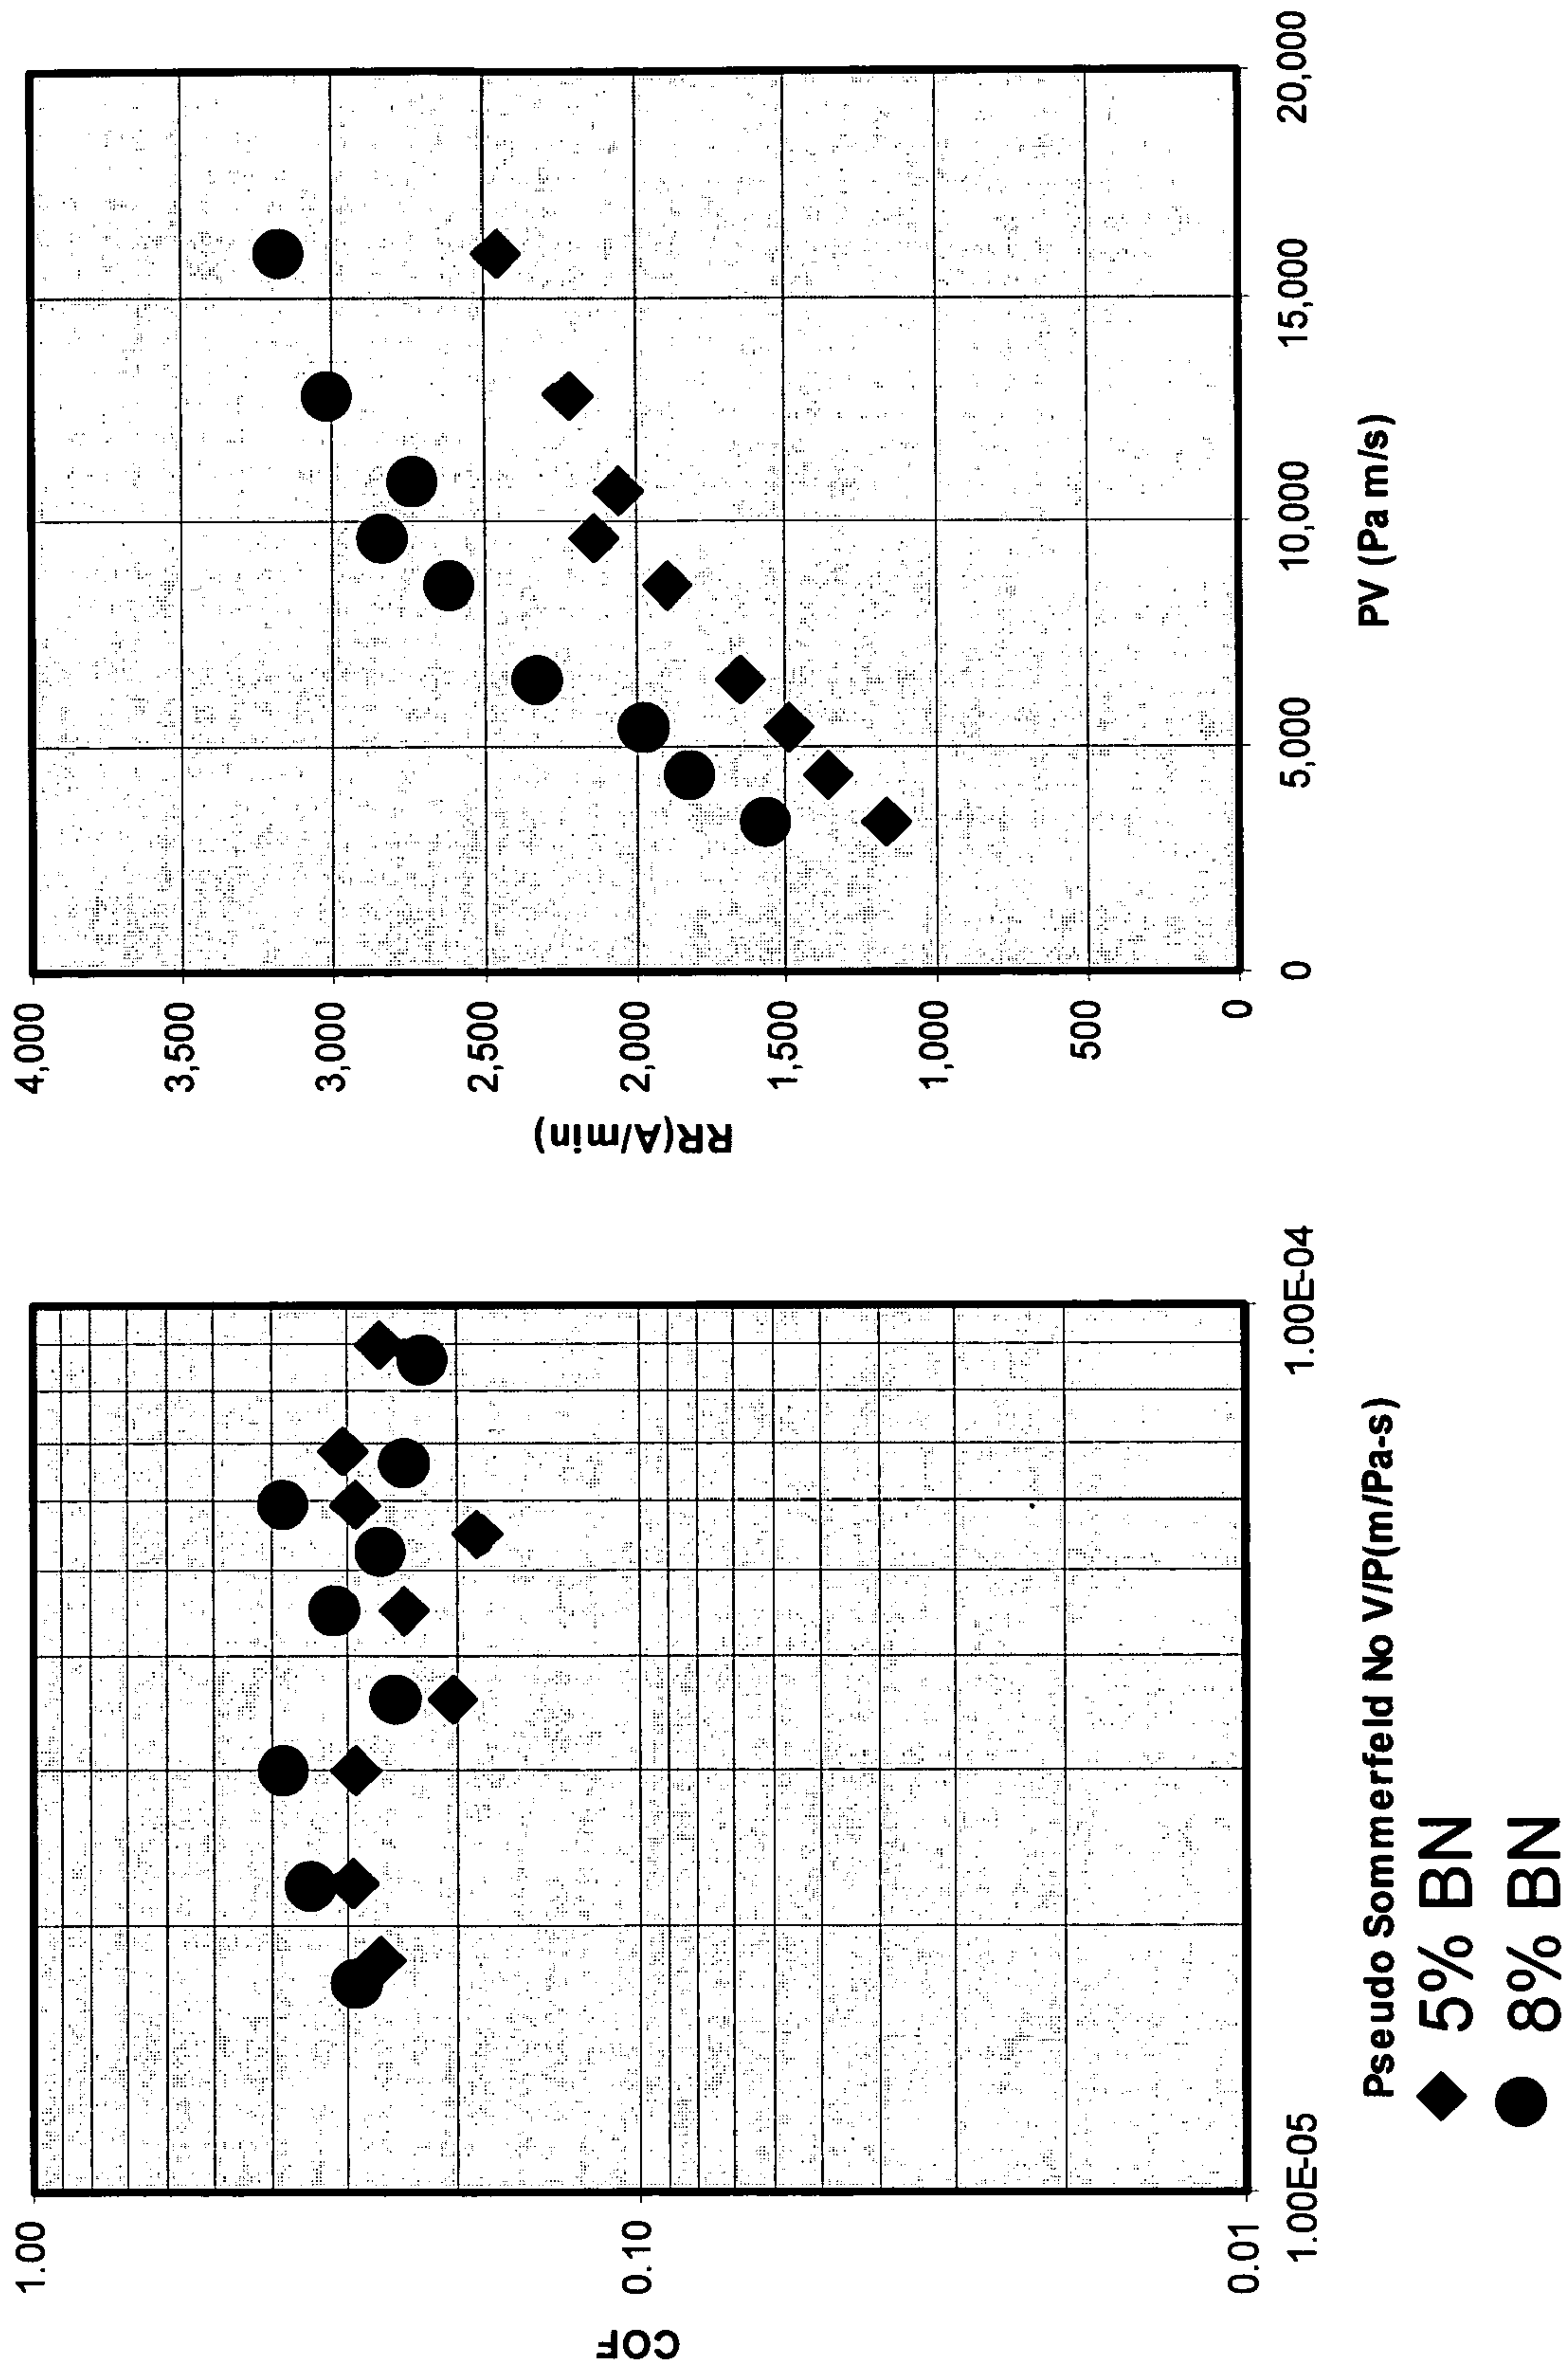 1.00
0.10
0.01
COF
1.00E-05
1.00E-04
Pseudo Sommerfeld No V/P(m/Pa-s)
4,000
3,500
3,000
2,500
2,000
1,500
1,000
500
0
RR(A/min)
0
5,000
10,000
15,000
20,000
PV (Pa m/s)
5% BN
8% BN